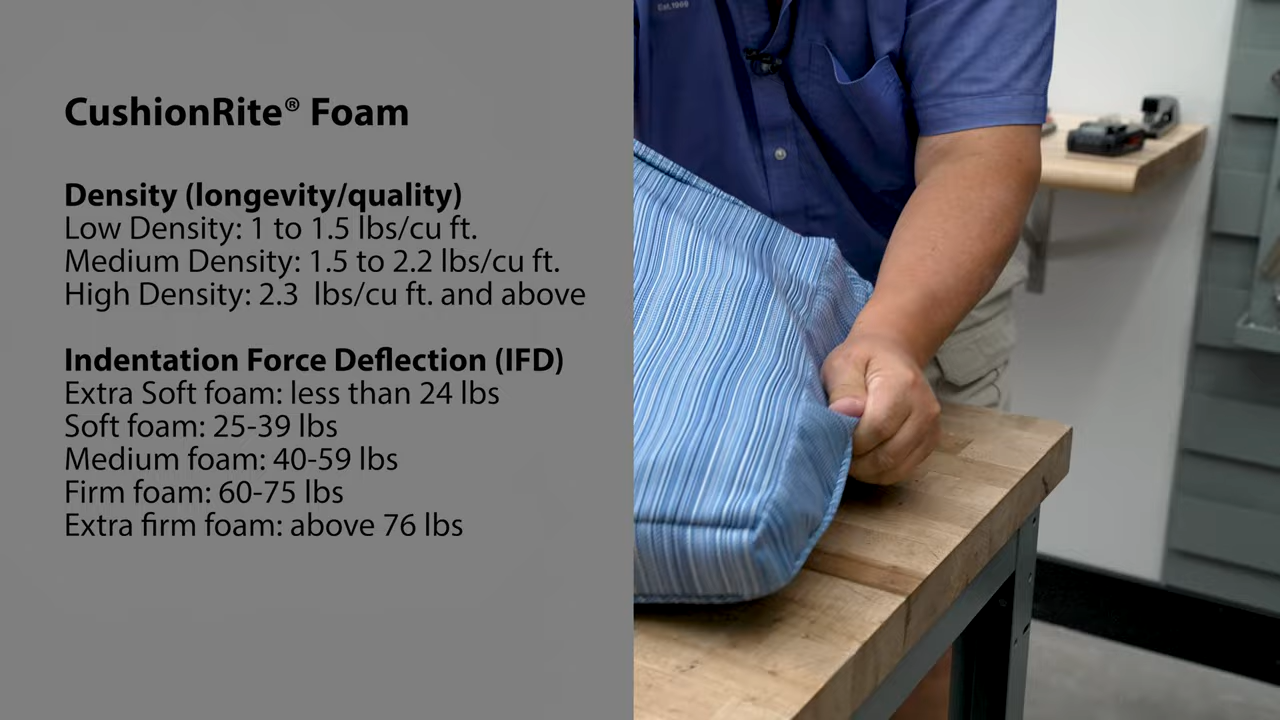 Est.1969
CushionRite® Foam
Density (longevity/quality)
Low Density: 1 to 1.5 lbs/cu ft.
Medium Density: 1.5 to 2.2 lbs/cu ft.
High Density: 2.3  lbs/cu ft. and above
Indentation Force Deflection (IFD)
Extra Soft foam: less than 24 lbs
Soft foam: 25-39 lbs
Medium foam: 40-59 lbs
Firm foam: 60-75 lbs
Extra firm foam: above 76 lbs